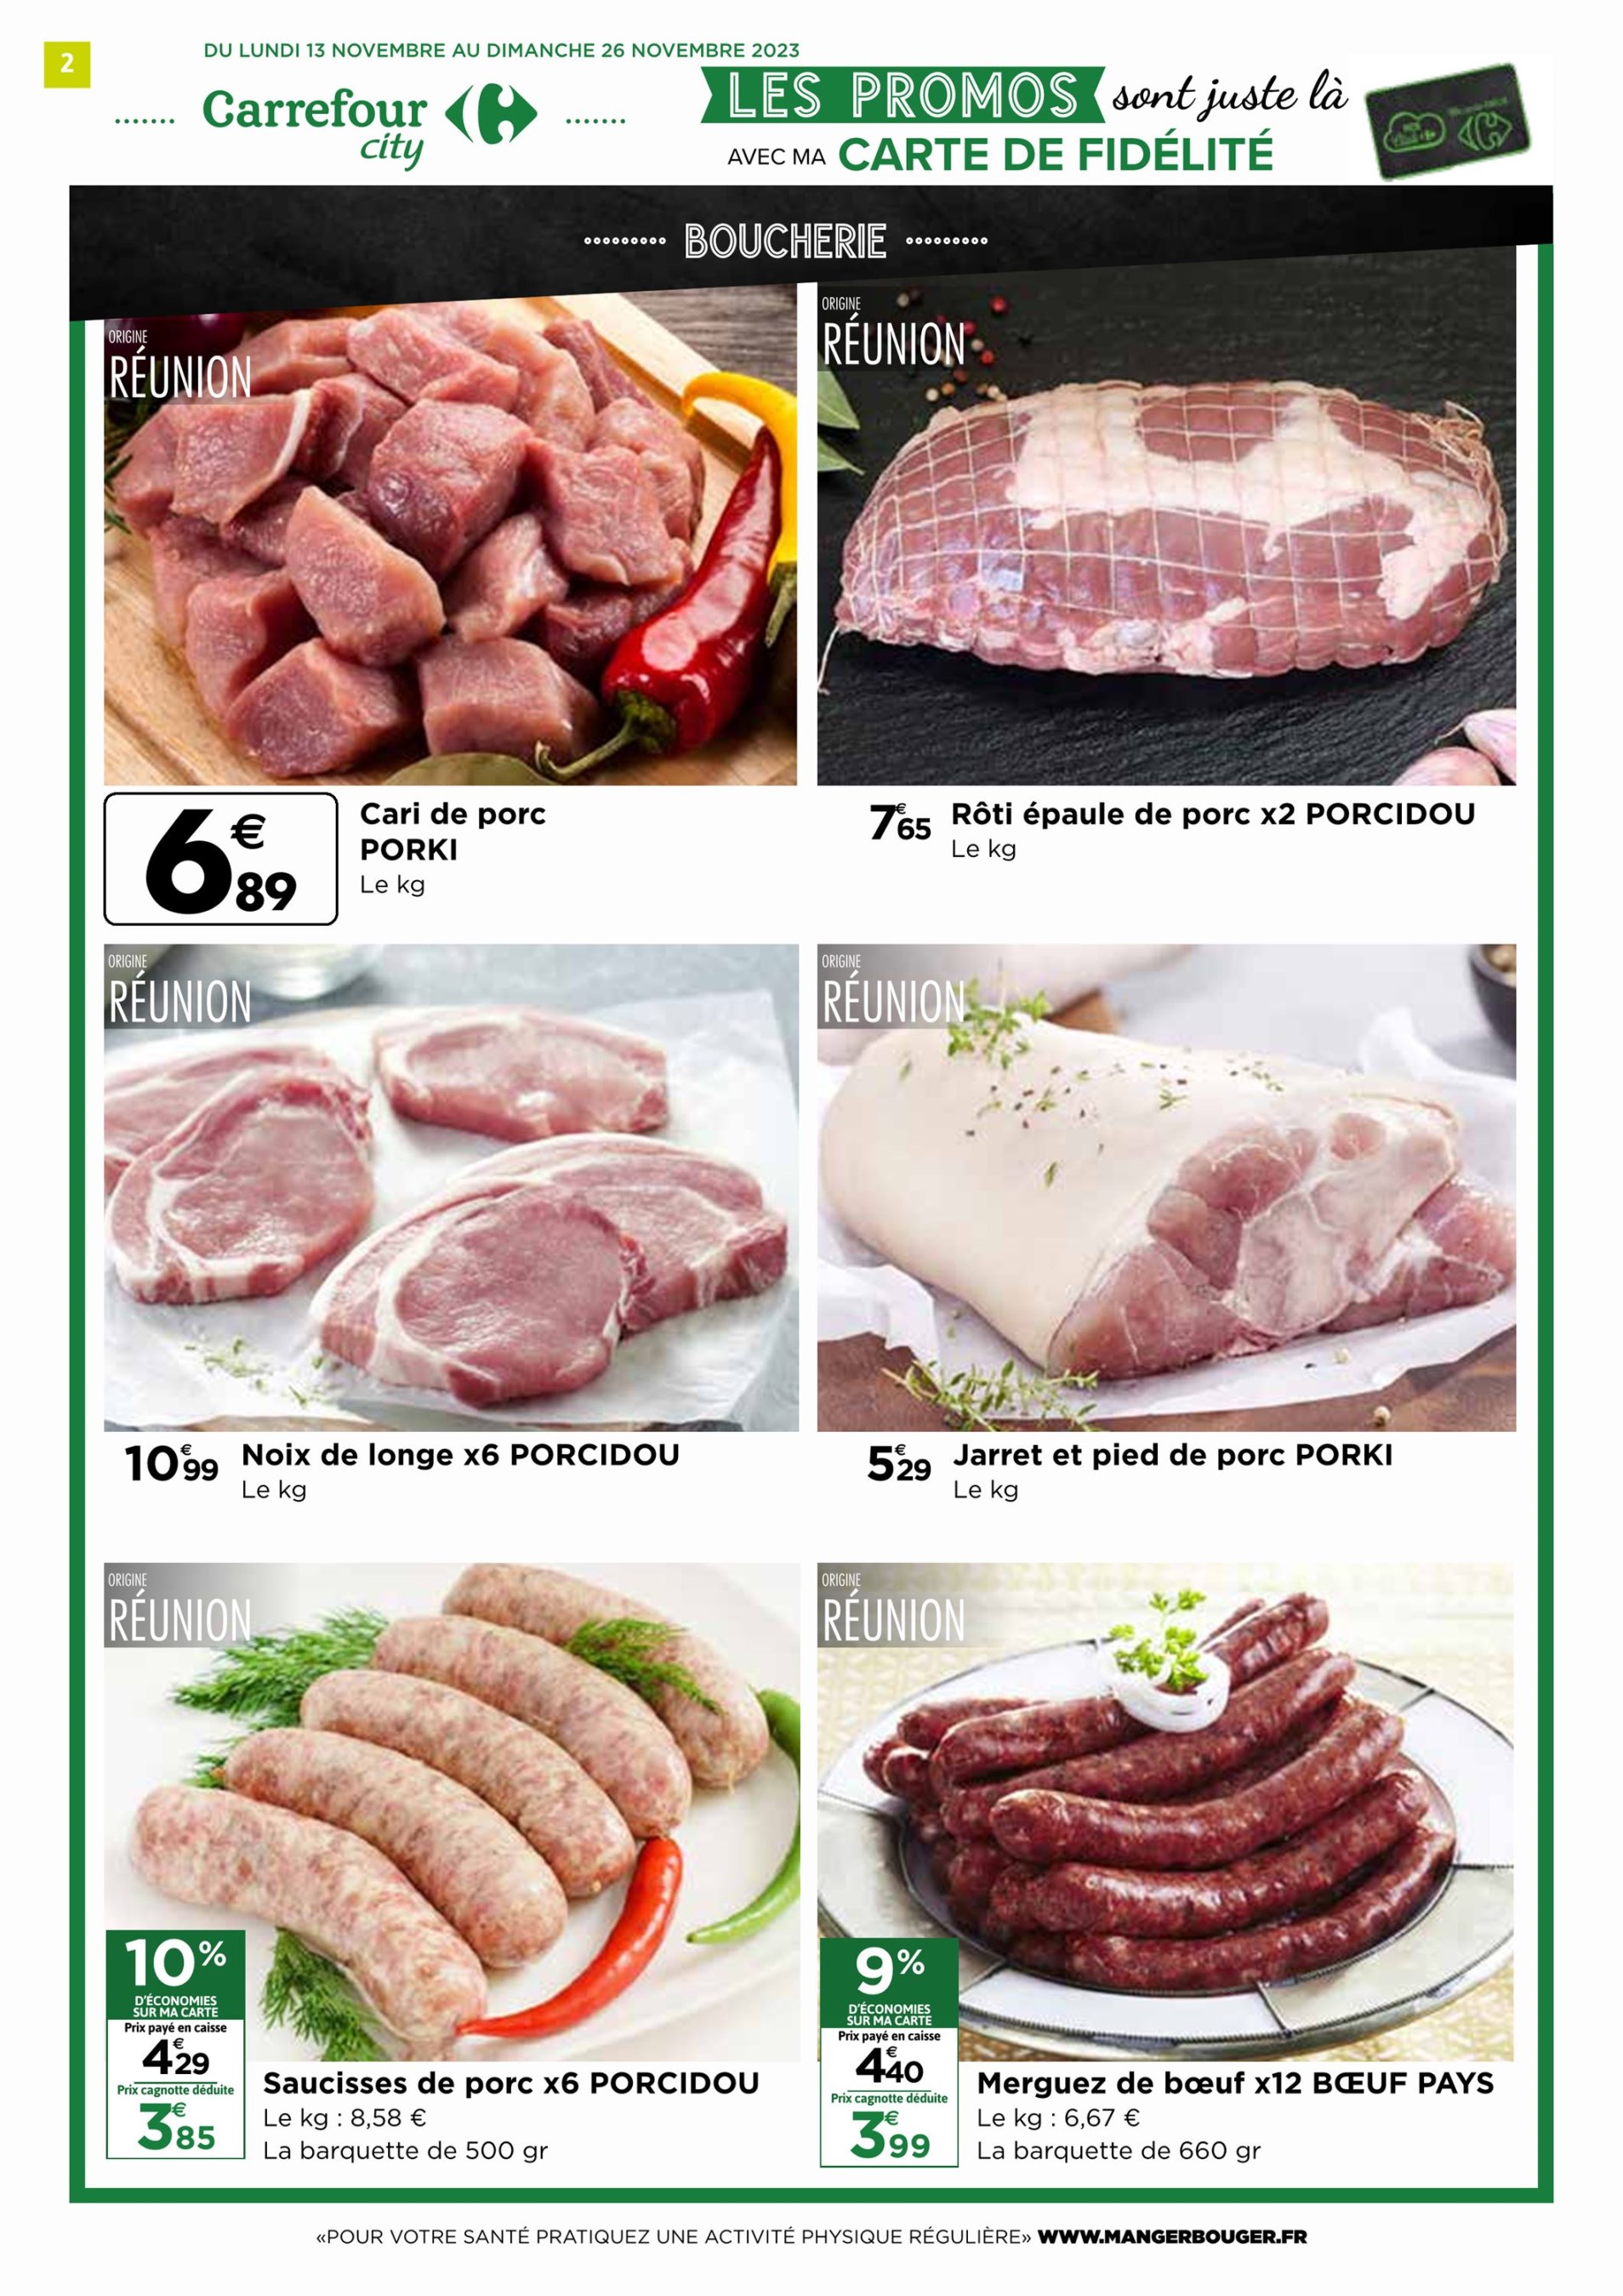 2
DU LUNDI 13 NOVEMBRE AU DIMANCHE 26 NOVEMBRE 2023
Carrefour
city
LES PROMOS sont juste là
AVEC MA CARTE DE FIDÉLITÉ
BOUCHERIE
ORIGINE
RÉUNION
ORIGINE
RÉUNION
6€89
Cari de porc
PORKI
Le kg
7€65
Rôti épaule de porc x2 PORCIDOU
Le kg
ORIGINE
RÉUNION
ORIGINE
RÉUNION
10€99
Noix de longe x6 PORCIDOU
Le kg
5€29
Jarret et pied de porc PORKI
Le kg
ORIGINE
RÉUNION
ORIGINE
RÉUNION
10%
D'ÉCONOMIES
SUR MA CARTE
Prix payé en caisse
4€29
Prix cagnotte déduite
3€85
Saucisses de porc x6 PORCIDOU
Le kg : 8,58 €
La barquette de 500 gr
9%
D'ÉCONOMIES
SUR MA CARTE
Prix payé en caisse
4€40
Prix cagnotte déduite
3€99
Merguez de bœuf x12 BŒUF PAYS
Le kg : 6,67 €
La barquette de 660 gr
«POUR VOTRE SANTÉ PRATIQUEZ UNE ACTIVITÉ PHYSIQUE RÉGULIÈRE» WWW.MANGERBOUGER.FR